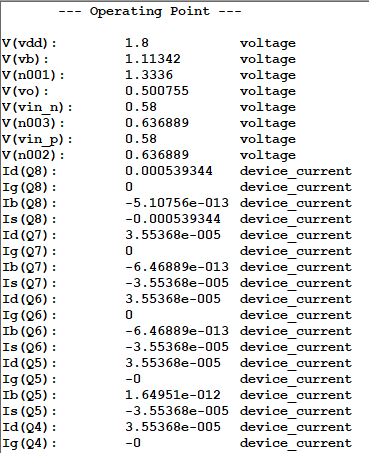 --- Operating Point ---
V(vdd): 1.8 voltage
V(vb): 1.11342 voltage
V(n001): 1.3336 voltage
V(vo): 0.500755 voltage
V(vin_n): 0.58 voltage
V(n003): 0.636889 voltage
V(vin_p): 0.58 voltage
V(n002): 0.636889 voltage
Id(Q8): 0.000539344 device_current
Ig(Q8): 0 device_current
Ib(Q8): -5.10756e-013 device_current
Is(Q8): -0.000539344 device_current
Id(Q7): 3.55368e-005 device_current
Ig(Q7): 0 device_current
Ib(Q7): -6.46889e-013 device_current
Is(Q7): -3.55368e-005 device_current
Id(Q6): 3.55368e-005 device_current
Ig(Q6): 0 device_current
Ib(Q6): -6.46889e-013 device_current
Is(Q6): -3.55368e-005 device_current
Id(Q5): 3.55368e-005 device_current
Ig(Q5): -0 device_current
Ib(Q5): 1.64951e-012 device_current
Is(Q5): -3.55368e-005 device_current
Id(Q4): 3.55368e-005 device_current
Ig(Q4): -0 device_current